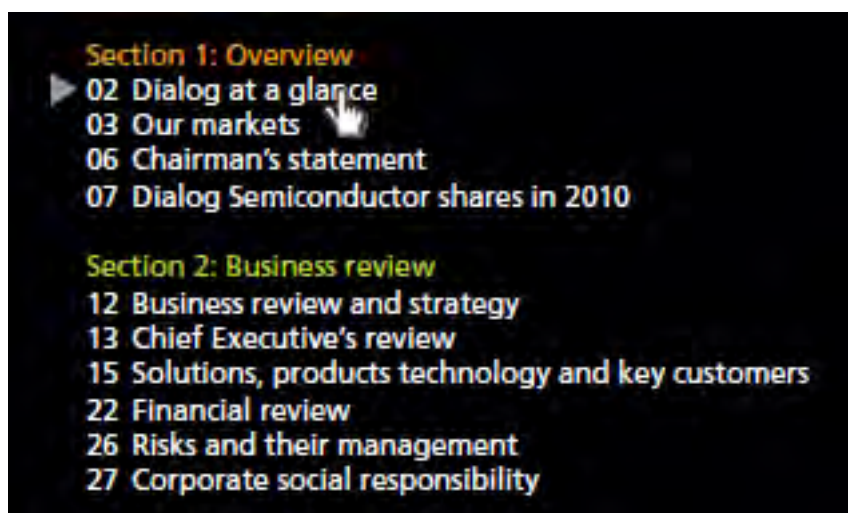 Section 1: Overview
02 Dialog at a glance
03 Our markets
06 Chairman's statement
07 Dialog Semiconductor shares in 2010
Section 2: Business review
12 Business review and strategy
13 Chief Executive's review
15 Solutions, products technology and key customers
22 Financial review
26 Risks and their management
27 Corporate social responsibility